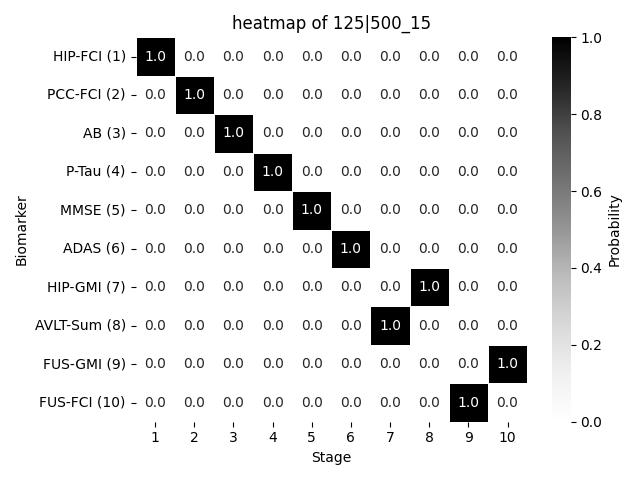 heatmap of 125|500_15
HIP-FCI (1) 1.0 0.0 0.0 0.0 0.0 0.0 0.0 0.0 0.0 0.0
PCC-FCI (2) 0.0 1.0 0.0 0.0 0.0 0.0 0.0 0.0 0.0 0.0
AB (3) 0.0 0.0 1.0 0.0 0.0 0.0 0.0 0.0 0.0 0.0
P-Tau (4) 0.0 0.0 0.0 1.0 0.0 0.0 0.0 0.0 0.0 0.0
MMSE (5) 0.0 0.0 0.0 0.0 1.0 0.0 0.0 0.0 0.0 0.0
ADAS (6) 0.0 0.0 0.0 0.0 0.0 1.0 0.0 0.0 0.0 0.0
HIP-GMI (7) 0.0 0.0 0.0 0.0 0.0 0.0 0.0 1.0 0.0 0.0
AVLT-Sum (8) 0.0 0.0 0.0 0.0 0.0 0.0 1.0 0.0 0.0 0.0
FUS-GMI (9) 0.0 0.0 0.0 0.0 0.0 0.0 0.0 0.0 0.0 1.0
FUS-FCI (10) 0.0 0.0 0.0 0.0 0.0 0.0 0.0 0.0 1.0 0.0
1 2 3 4 5 6 7 8 9 10
Stage
Biomarker
1.0
0.8
0.6
0.4
0.2
0.0
Probability